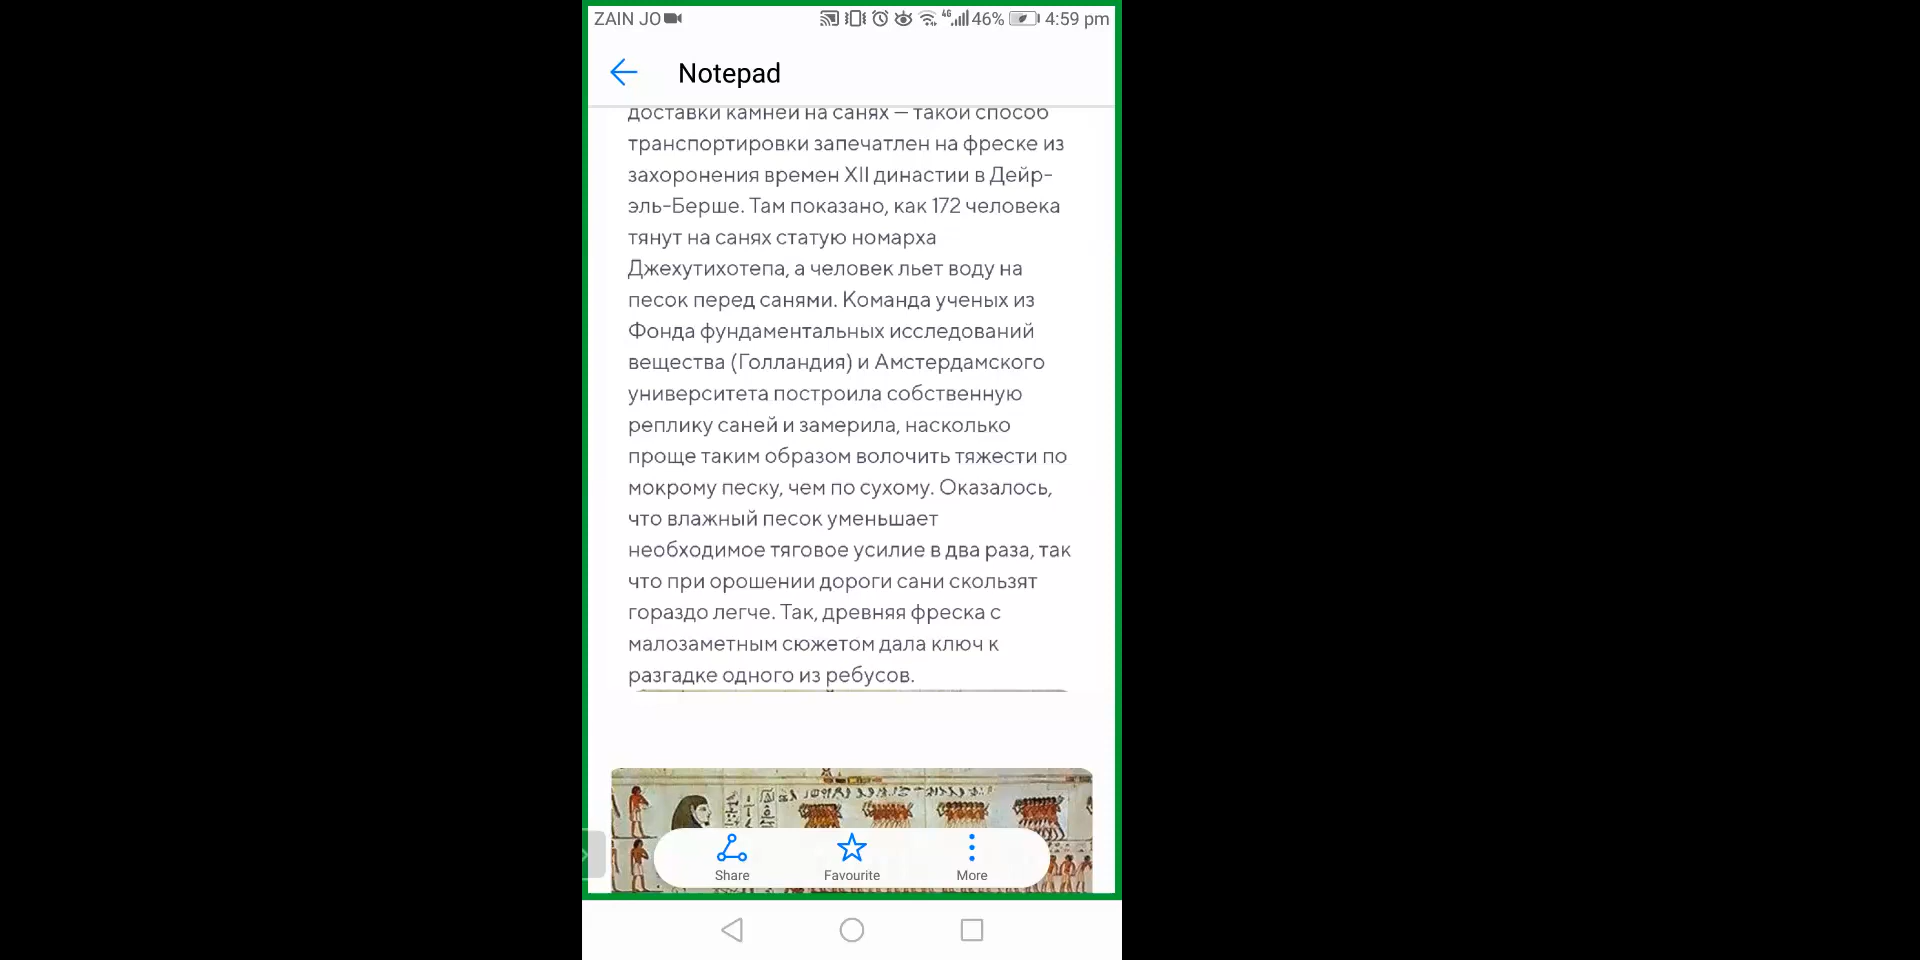 ZAIN JO
4G
46%
4:59 pm
Notepad
доставки камней на санях — такой способ
транспортировки запечатлен на фреске из
захоронения времен XII династии в Дейр-
эль-Берше. Там показано, как 172 человека
тянут на санях статую номарха
Джехутихотепа, а человек льет воду на
песок перед санями. Команда ученых из
Фонда фундаментальных исследований
вещества (Голландия) и Амстердамского
университета построила собственную
реплику саней и замерила, насколько
проще таким образом волочить тяжести по
мокрому песку, чем по сухому. Оказалось,
что влажный песок уменьшает
необходимое тяговое усилие в два раза, так
что при орошении дороги сани скользят
гораздо легче. Так, древняя фреска с
малозаметным сюжетом дала ключ к
разгадке одного из ребусов.
Share
Favourite
More